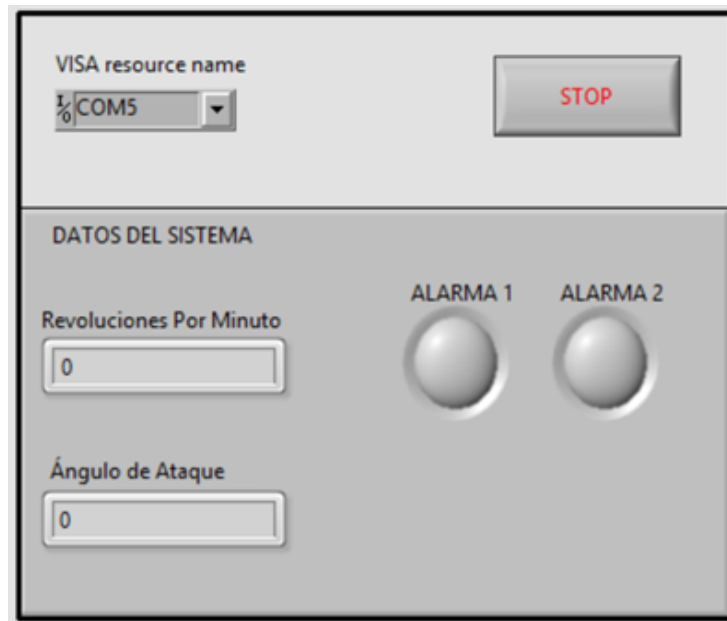 VISA resource name
I/O COM5
STOP
DATOS DEL SISTEMA
ALARMA 1
ALARMA 2
Revoluciones Por Minuto
0
Ángulo de Ataque
0